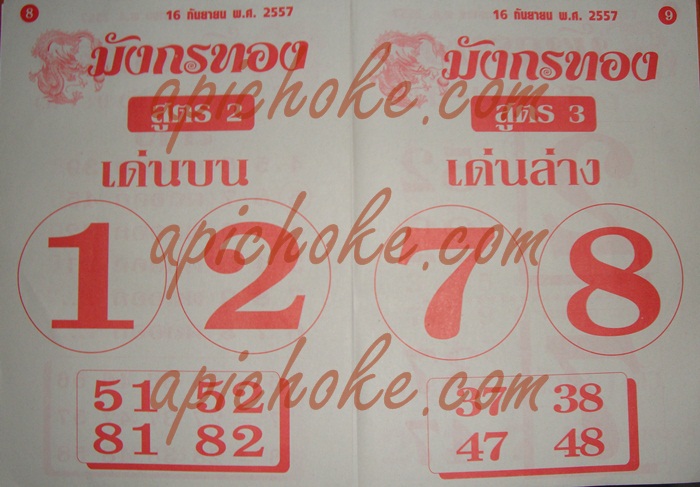 8
16 กันยายน พ.ศ. 2557
มังกรทอง
สูตร 2
เด่นบน
1 2
51 52
81 82
16 กันยายน พ.ศ. 2557
9
มังกรทอง
สูตร 3
เด่นล่าง
7 8
37 38
47 48
apichoke.com
apichoke.com
apichoke.com